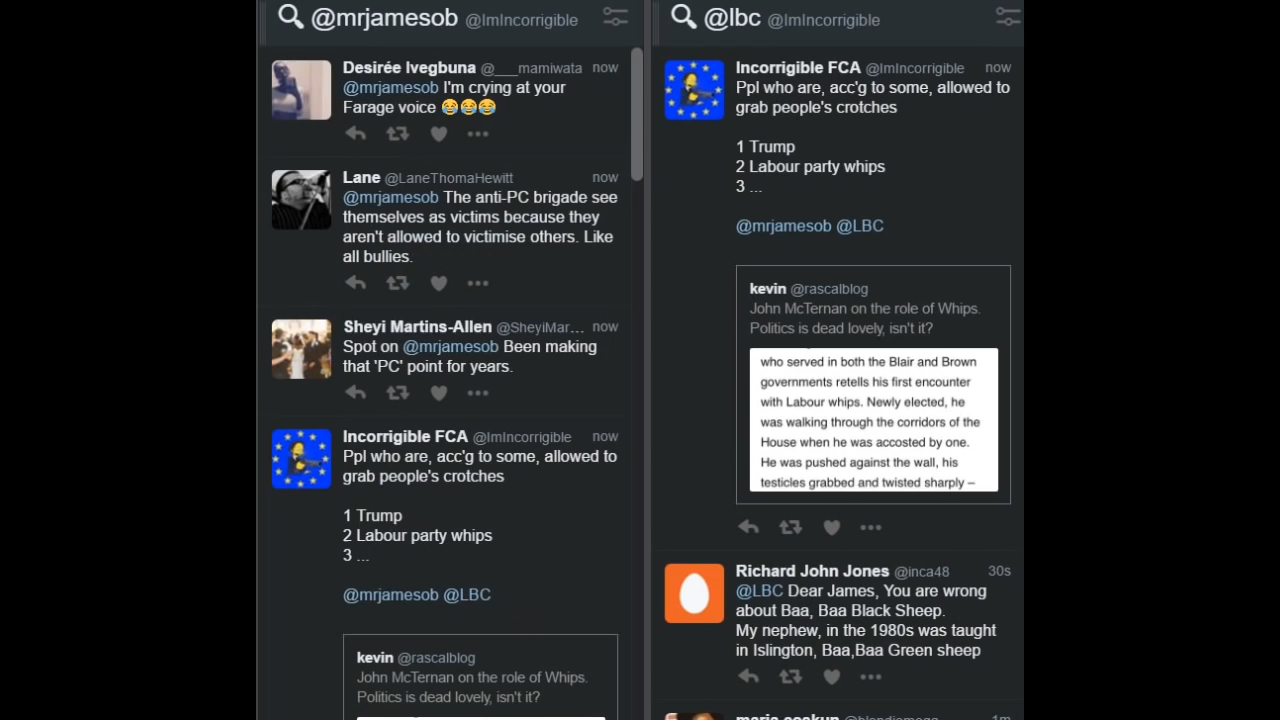 @mrjamesob @ImIncorrigible
Desirée Ivegbuna @___mamiwata now
@mrjamesob I'm crying at your
Farage voice 😂😂😂
Lane @LaneThomaHewitt now
@mrjamesob The anti-PC brigade see
themselves as victims because they
aren't allowed to victimise others. Like
all bullies.
Sheyi Martins-Allen @SheyiMar... now
Spot on @mrjamesob Been making
that 'PC' point for years.
Incorrigible FCA @ImIncorrigible now
Ppl who are, acc'g to some, allowed to
grab people's crotches
1 Trump
2 Labour party whips
3 ...
@mrjamesob @LBC
kevin @rascalblog
John McTernan on the role of Whips.
Politics is dead lovely, isn't it?
@lbc @ImIncorrigible
Incorrigible FCA @ImIncorrigible now
Ppl who are, acc'g to some, allowed to
grab people's crotches
1 Trump
2 Labour party whips
3 ...
@mrjamesob @LBC
kevin @rascalblog
John McTernan on the role of Whips.
Politics is dead lovely, isn't it?
who served in both the Blair and Brown
governments retells his first encounter
with Labour whips. Newly elected, he
was walking through the corridors of the
House when he was accosted by one.
He was pushed against the wall, his
testicles grabbed and twisted sharply –
Richard John Jones @inca48 30s
@LBC Dear James, You are wrong
about Baa, Baa Black Sheep.
My nephew, in the 1980s was taught
in Islington, Baa,Baa Green sheep
1m